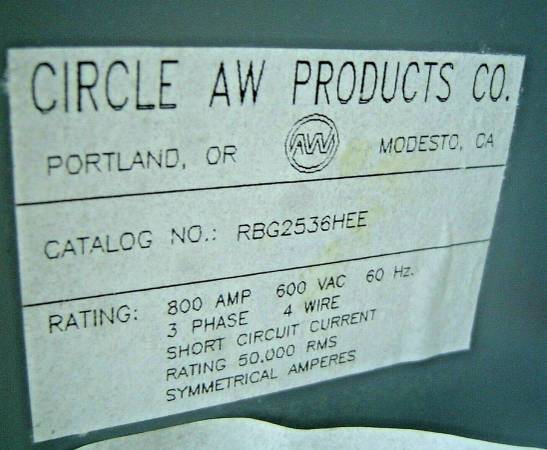 CIRCLE AW PRODUCTS CO.
PORTLAND, OR AW MODESTO, CA
CATALOG NO.: RBG2536HEE
RATING: 800 AMP 600 VAC 60 Hz.
3 PHASE 4 WIRE
SHORT CIRCUIT CURRENT
RATING 50,000 RMS
SYMMETRICAL AMPERES